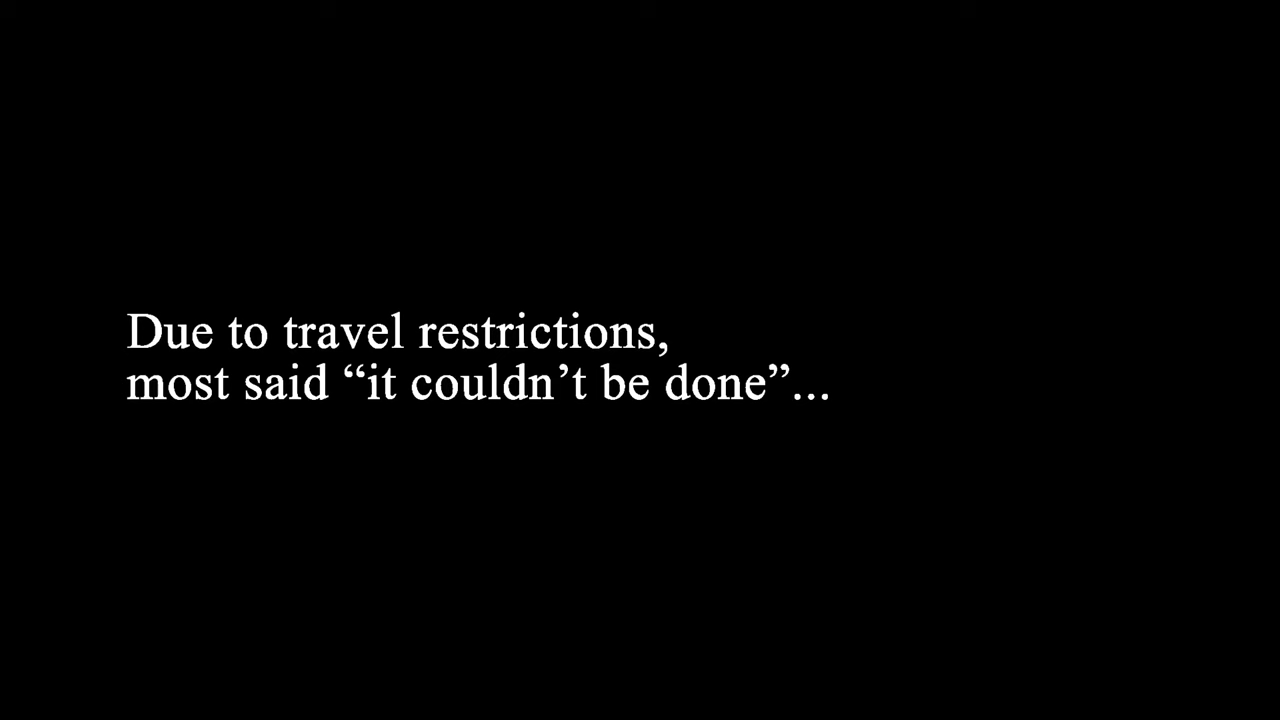 Due to travel restrictions,
most said “it couldn’t be done”...